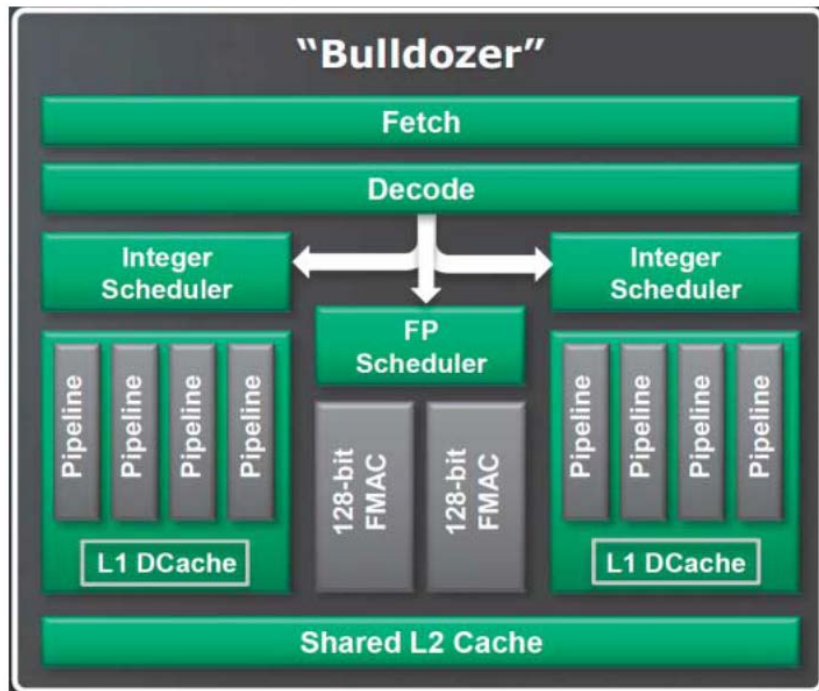 “Bulldozer”
Fetch
Decode
Integer
Scheduler
Integer
Scheduler
FP
Scheduler
Pipeline
Pipeline
Pipeline
Pipeline
L1 DCache
128-bit
FMAC
128-bit
FMAC
Pipeline
Pipeline
Pipeline
Pipeline
L1 DCache
Shared L2 Cache